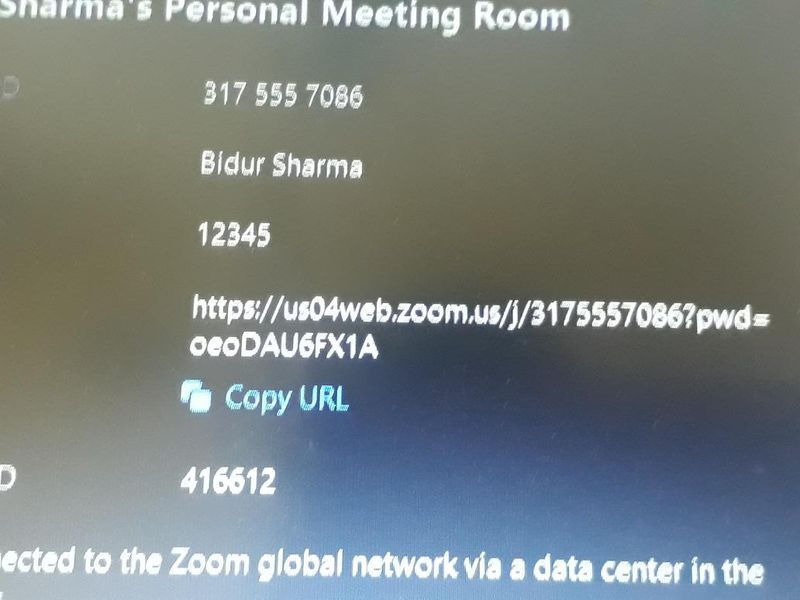 Sharma's Personal Meeting Room
D
317 555 7086
Bidur Sharma
12345
https://us04web.zoom.us/j/3175557086?pwd=
oeoDAU6FX1A
Copy URL
D
416612
nected to the Zoom global network via a data center in the